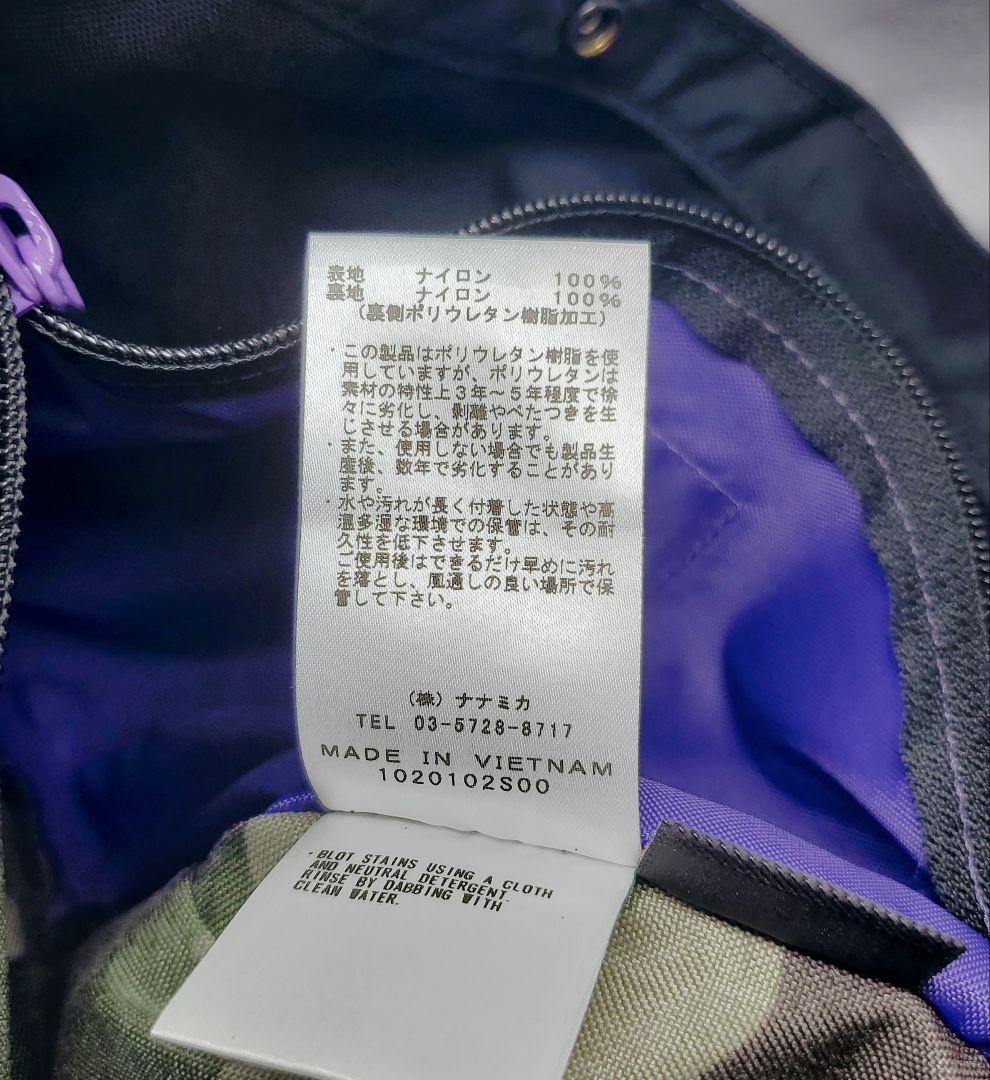 表地 ナイロン 100%
裏地 ナイロン 100%
(裏側ポリウレタン樹脂加工)
・この製品はポリウレタン樹脂を使
用していますが、ポリウレタンは
素材の特性上3年～5年程度で徐
々に劣化し、剥離やべたつきを生
じさせる場合があります。
・また、使用しない場合でも製品生
産後、数年で劣化することがあり
ます。
・水や汚れが長く付着した状態や高
温多湿な環境での保管は、その耐
久性を低下させます。
ご使用後はできるだけ早めに汚れ
を落とし、風通しの良い場所で保
管して下さい。
(株) ナナミカ
TEL 03-5728-8717
MADE IN VIETNAM
1020102S00
・BLOT STAINS USING A CLOTH
AND NEUTRAL DETERGENT.
RINSE BY DABBING WITH
CLEAN WATER.